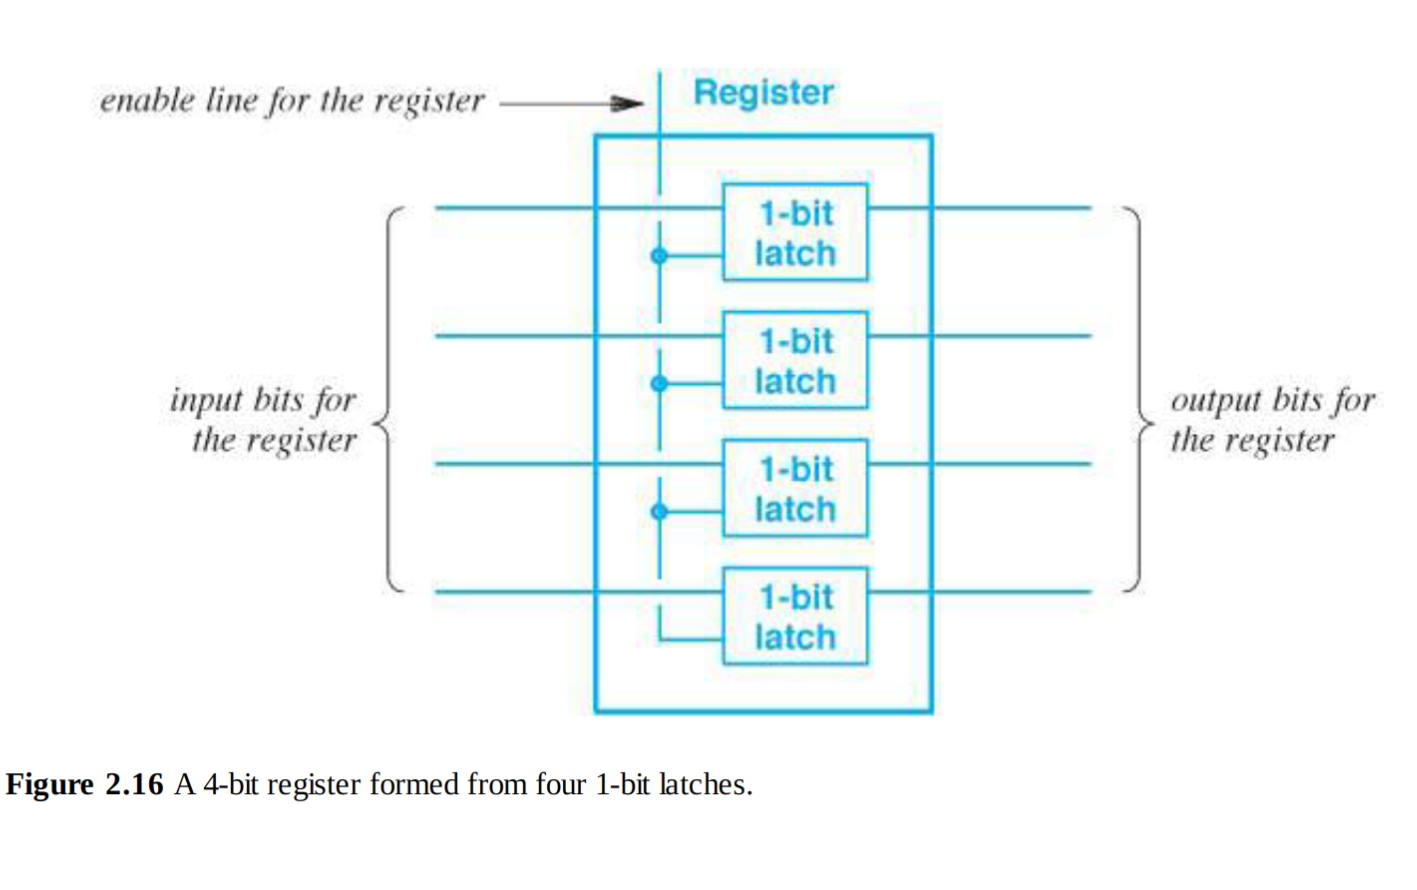 enable line for the register
Register
1-bit
latch
1-bit
latch
input bits for
the register
output bits for
the register
1-bit
latch
1-bit
latch
Figure 2.16 A 4-bit register formed from four 1-bit latches.